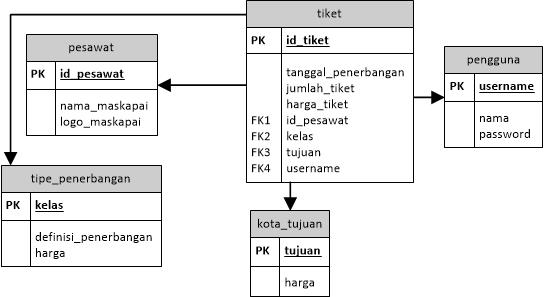 tiket
PK id_tiket
tanggal_penerbangan
jumlah_tiket
harga_tiket
FK1 id_pesawat
FK2 kelas
FK3 tujuan
FK4 username
pesawat
PK id_pesawat
nama_maskapai
logo_maskapai
pengguna
PK username
nama
password
tipe_penerbangan
PK kelas
definisi_penerbangan
harga
kota_tujuan
PK tujuan
harga